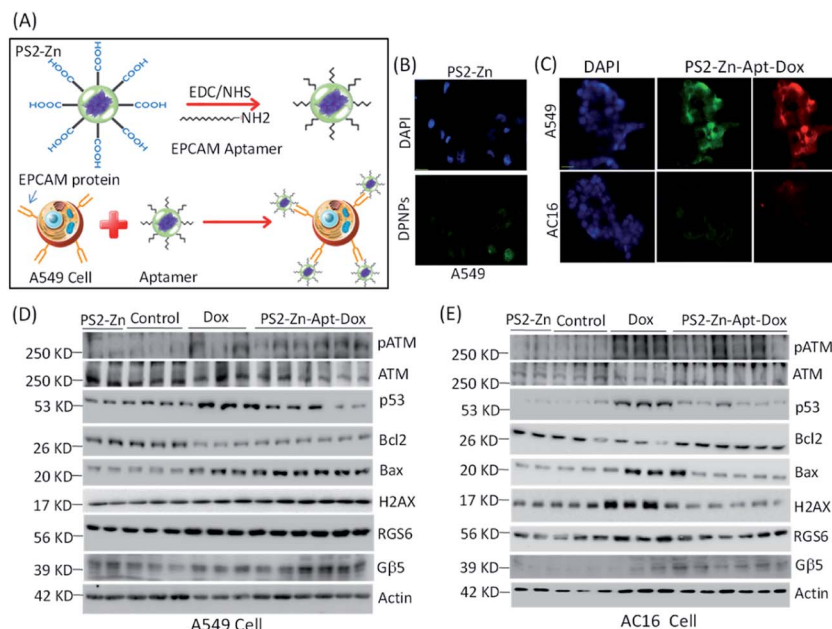 (A)
PS2-Zn
COOH
HOOC
COOH
HOOC
COOH
HOOC
COOH
HOOC
EDC/NHS
NH2
EPCAM Aptamer
EPCAM protein
A549 Cell
Aptamer
(B)
PS2-Zn
DAPI
DPNPs
A549
(C)
DAPI PS2-Zn-Apt-Dox
A549
AC16
(D)
PS2-Zn Control Dox PS2-Zn-Apt-Dox
250 KD pATM
250 KD ATM
53 KD p53
26 KD Bcl2
20 KD Bax
17 KD H2AX
56 KD RGS6
39 KD Gβ5
42 KD Actin
A549 Cell
(E)
PS2-Zn Control Dox PS2-Zn-Apt-Dox
250 KD pATM
250 KD ATM
53 KD p53
26 KD Bcl2
20 KD Bax
17 KD H2AX
56 KD RGS6
39 KD Gβ5
42 KD Actin
AC16 Cell